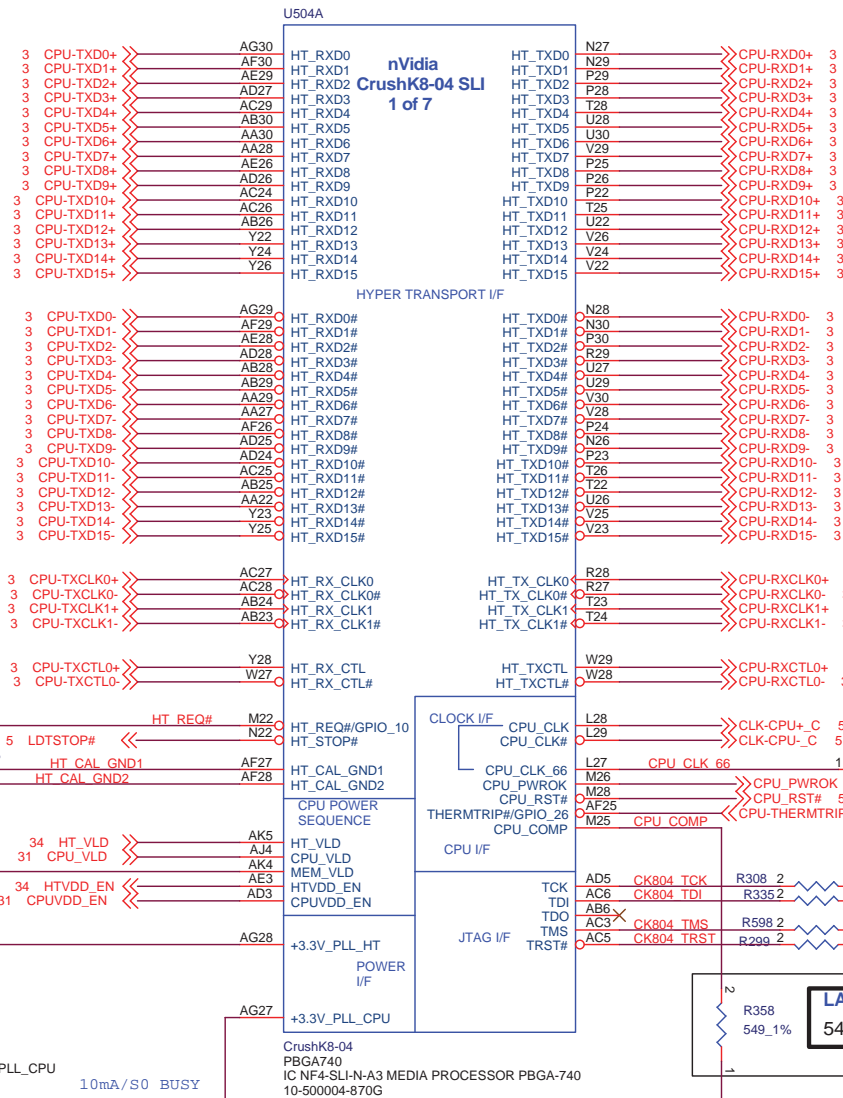 U504A
nVidia
CrushK8-04 SLI
1 of 7
3 CPU-TXD0+ AG30 HT_RXD0 HT_TXD0 N27 CPU-RXD0+ 3
3 CPU-TXD1+ AF30 HT_RXD1 HT_TXD1 N29 CPU-RXD1+ 3
3 CPU-TXD2+ AE29 HT_RXD2 HT_TXD2 P29 CPU-RXD2+ 3
3 CPU-TXD3+ AD27 HT_RXD3 HT_TXD3 P28 CPU-RXD3+ 3
3 CPU-TXD4+ AC29 HT_RXD4 HT_TXD4 T28 CPU-RXD4+ 3
3 CPU-TXD5+ AB30 HT_RXD5 HT_TXD5 U28 CPU-RXD5+ 3
3 CPU-TXD6+ AA30 HT_RXD6 HT_TXD6 U30 CPU-RXD6+ 3
3 CPU-TXD7+ AA28 HT_RXD7 HT_TXD7 V29 CPU-RXD7+ 3
3 CPU-TXD8+ AE26 HT_RXD8 HT_TXD8 P25 CPU-RXD8+ 3
3 CPU-TXD9+ AD26 HT_RXD9 HT_TXD9 P26 CPU-RXD9+ 3
3 CPU-TXD10+ AC24 HT_RXD10 HT_TXD10 P22 CPU-RXD10+ 3
3 CPU-TXD11+ AC26 HT_RXD11 HT_TXD11 T25 CPU-RXD11+ 3
3 CPU-TXD12+ AB26 HT_RXD12 HT_TXD12 U22 CPU-RXD12+ 3
3 CPU-TXD13+ Y22 HT_RXD13 HT_TXD13 V26 CPU-RXD13+ 3
3 CPU-TXD14+ Y24 HT_RXD14 HT_TXD14 V24 CPU-RXD14+ 3
3 CPU-TXD15+ Y26 HT_RXD15 HT_TXD15 V22 CPU-RXD15+ 3
HYPER TRANSPORT I/F
3 CPU-TXD0- AG29 HT_RXD0# HT_TXD0# N28 CPU-RXD0- 3
3 CPU-TXD1- AF29 HT_RXD1# HT_TXD1# N30 CPU-RXD1- 3
3 CPU-TXD2- AE28 HT_RXD2# HT_TXD2# P30 CPU-RXD2- 3
3 CPU-TXD3- AD28 HT_RXD3# HT_TXD3# R29 CPU-RXD3- 3
3 CPU-TXD4- AB28 HT_RXD4# HT_TXD4# U27 CPU-RXD4- 3
3 CPU-TXD5- AB29 HT_RXD5# HT_TXD5# U29 CPU-RXD5- 3
3 CPU-TXD6- AA29 HT_RXD6# HT_TXD6# V30 CPU-RXD6- 3
3 CPU-TXD7- AA27 HT_RXD7# HT_TXD7# V28 CPU-RXD7- 3
3 CPU-TXD8- AF26 HT_RXD8# HT_TXD8# P24 CPU-RXD8- 3
3 CPU-TXD9- AD25 HT_RXD9# HT_TXD9# N26 CPU-RXD9- 3
3 CPU-TXD10- AD24 HT_RXD10# HT_TXD10# P23 CPU-RXD10- 3
3 CPU-TXD11- AC25 HT_RXD11# HT_TXD11# T26 CPU-RXD11- 3
3 CPU-TXD12- AB25 HT_RXD12# HT_TXD12# T22 CPU-RXD12- 3
3 CPU-TXD13- AA22 HT_RXD13# HT_TXD13# U26 CPU-RXD13- 3
3 CPU-TXD14- Y23 HT_RXD14# HT_TXD14# V25 CPU-RXD14- 3
3 CPU-TXD15- Y25 HT_RXD15# HT_TXD15# V23 CPU-RXD15- 3
3 CPU-TXCLK0+ AC27 HT_RX_CLK0 HT_TX_CLK0 R28 CPU-RXCLK0+
3 CPU-TXCLK0- AC28 HT_RX_CLK0# HT_TX_CLK0# R27 CPU-RXCLK0-
3 CPU-TXCLK1+ AB24 HT_RX_CLK1 HT_TX_CLK1 T23 CPU-RXCLK1+
3 CPU-TXCLK1- AB23 HT_RX_CLK1# HT_TX_CLK1# T24 CPU-RXCLK1-
3 CPU-TXCTL0+ Y28 HT_RX_CTL HT_TXCTL W29 CPU-RXCTL0+
3 CPU-TXCTL0- W27 HT_RX_CTL# HT_TXCTL# W28 CPU-RXCTL0- 3
HT_REQ# M22 HT_REQ#/GPIO_10 CLOCK I/F CPU_CLK L28 CLK-CPU+_C 5
5 LDTSTOP# N22 HT_STOP# CPU_CLK# L29 CLK-CPU-_C 5
HT_CAL_GND1 AF27 HT_CAL_GND1 CPU_CLK_66 L27 CPU_CLK_66 1
HT_CAL_GND2 AF28 HT_CAL_GND2 CPU_PWROK M26 CPU_PWROK
CPU_RST# M28 CPU_RST# 5
CPU POWER
SEQUENCE
THERMTRIP#/GPIO_26 AF25 CPU-THERMTRIP
CPU_COMP M25 CPU_COMP
34 HT_VLD AK5 HT_VLD CPU I/F
31 CPU_VLD AJ4 CPU_VLD
AK4 MEM_VLD
34 HTVDD_EN AE3 HTVDD_EN TCK AD5 CK804_TCK R308 2
31 CPUVDD_EN AD3 CPUVDD_EN TDI AC6 CK804_TDI R335 2
TDO AB6
TMS AC3 CK804_TMS R598 2
JTAG I/F TRST# AC5 CK804_TRST R299 2
AG28 +3.3V_PLL_HT
POWER
I/F
AG27 +3.3V_PLL_CPU
2
R358
549_1%
1
LA
54
CrushK8-04
PBGA740
IC NF4-SLI-N-A3 MEDIA PROCESSOR PBGA-740
10-500004-870G
PLL_CPU
10mA/S0 BUSY